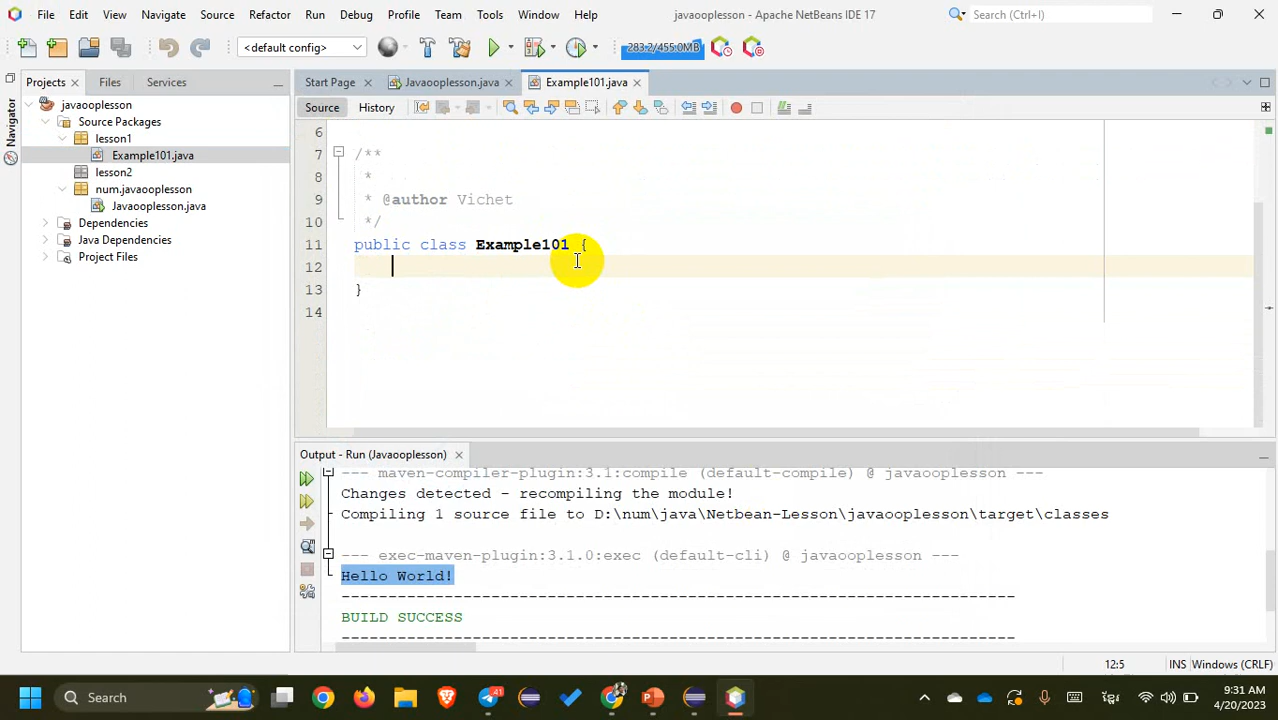 File Edit View Navigate Source Refactor Run Debug Profile Team Tools Window Help
javaooplesson - Apache NetBeans IDE 17
Search (Ctrl+I)
<default config>
283.2/455.0MB
Projects Files Services
Start Page Javaooplesson.java Example101.java
Navigator
javaooplesson
Source Packages
lesson1
Example101.java
lesson2
num.javaooplesson
Javaooplesson.java
Dependencies
Java Dependencies
Project Files
Source History
6
7 /**
8 *
9 * @author Vichet
10 */
11 public class Example101 {
12
13 }
14
Output - Run (Javaooplesson)
--- maven-compiler-plugin:3.1:compile (default-compile) @ javaooplesson ---
Changes detected - recompiling the module!
Compiling 1 source file to D:\num\java\Netbean-Lesson\javaooplesson\target\classes
--- exec-maven-plugin:3.1.0:exec (default-cli) @ javaooplesson ---
Hello World!
------------------------------------------------------------------------
BUILD SUCCESS
------------------------------------------------------------------------
12:5 INS Windows (CRLF)
Search
41
9:31 AM
4/20/2023